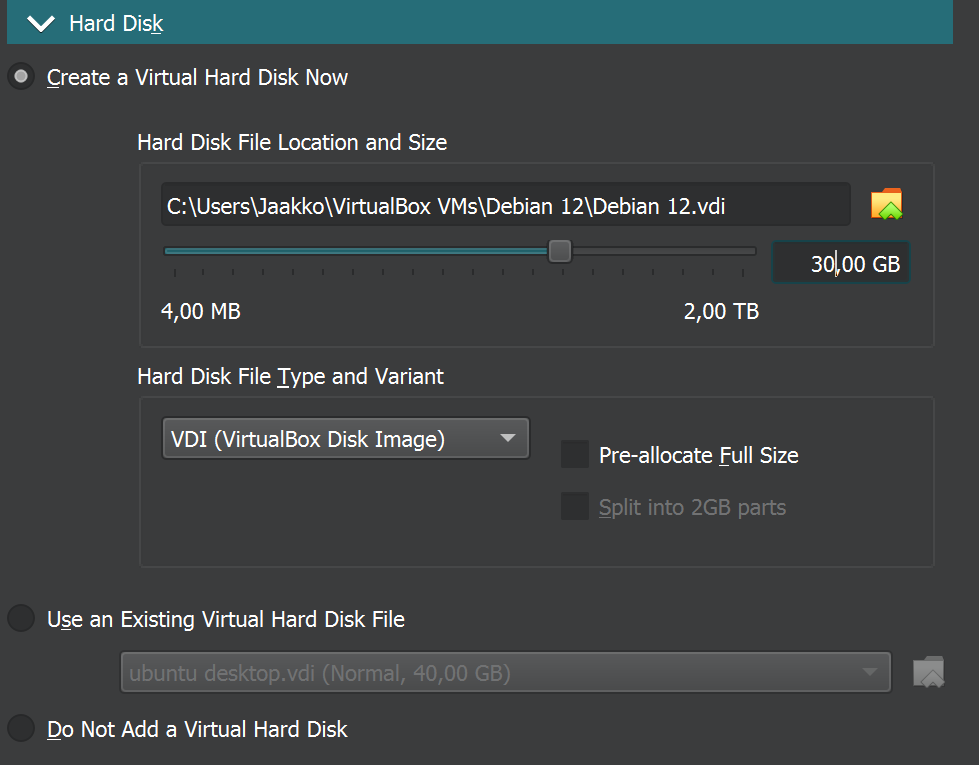 Hard Disk
Create a Virtual Hard Disk Now
Hard Disk File Location and Size
C:\Users\Jaakko\VirtualBox VMs\Debian 12\Debian 12.vdi
30,00 GB
4,00 MB 2,00 TB
Hard Disk File Type and Variant
VDI (VirtualBox Disk Image)
Pre-allocate Full Size
Split into 2GB parts
Use an Existing Virtual Hard Disk File
ubuntu desktop.vdi (Normal, 40,00 GB)
Do Not Add a Virtual Hard Disk